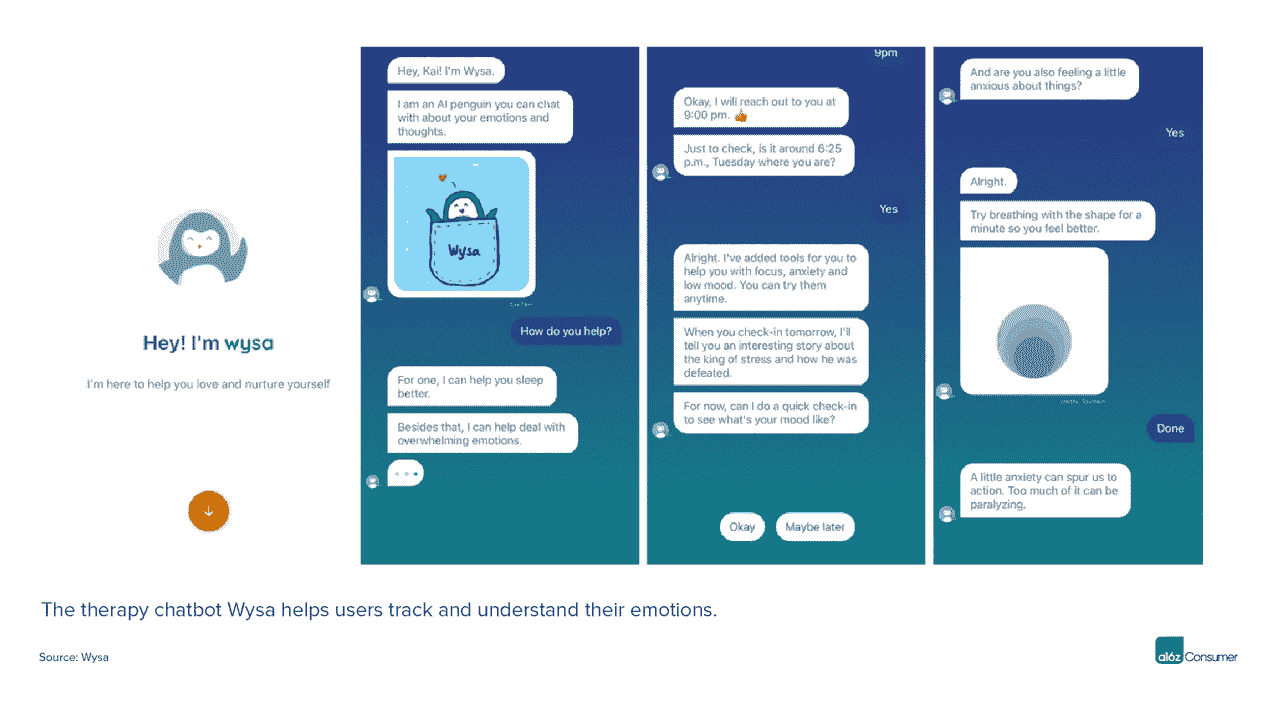 Hey! I'm wysa
I'm here to help you love and nurture yourself
Hey, Kai! I'm Wysa.
I am an AI penguin you can chat
with about your emotions and
thoughts.
Wysa
How do you help?
For one, I can help you sleep
better.
Besides that, I can help deal with
overwhelming emotions.
9pm
Okay, I will reach out to you at
9:00 pm. 👍
Just to check, is it around 6:25
p.m., Tuesday where you are?
Yes
Alright. I've added tools for you to
help you with focus, anxiety and
low mood. You can try them
anytime.
When you check-in tomorrow, I'll
tell you an interesting story about
the king of stress and how he was
defeated.
For now, can I do a quick check-in
to see what's your mood like?
Okay
Maybe later
And are you also feeling a little
anxious about things?
Yes
Alright.
Try breathing with the shape for a
minute so you feel better.
Done
A little anxiety can spur us to
action. Too much of it can be
paralyzing.
The therapy chatbot Wysa helps users track and understand their emotions.
Source: Wysa
a16z Consumer